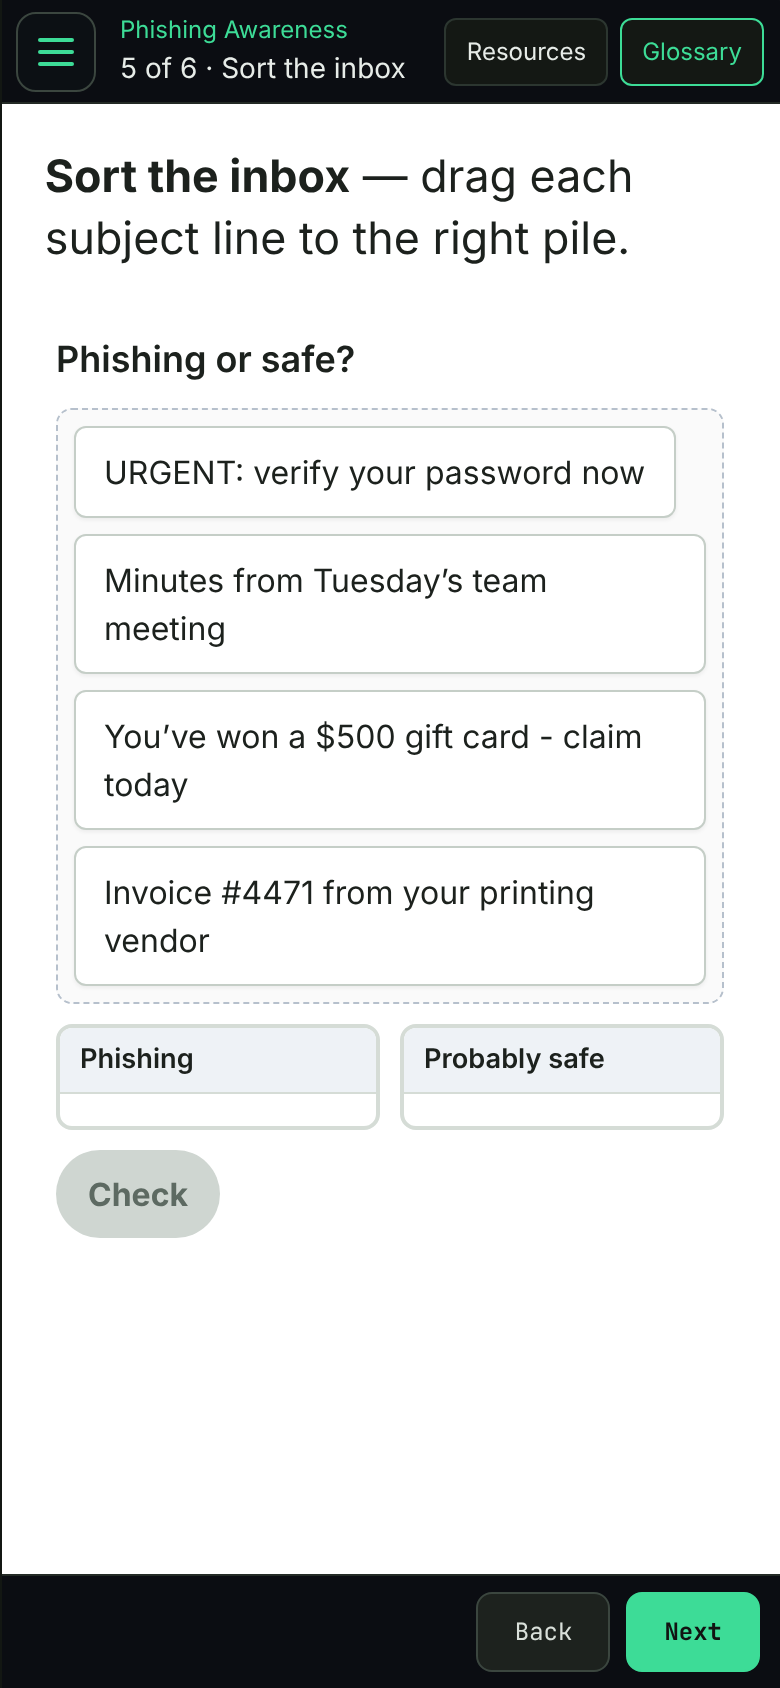 Phishing Awareness
5 of 6 · Sort the inbox
Resources
Glossary
Sort the inbox — drag each
subject line to the right pile.
Phishing or safe?
URGENT: verify your password now
Minutes from Tuesday’s team
meeting
You’ve won a $500 gift card - claim
today
Invoice #4471 from your printing
vendor
Phishing
Probably safe
Check
Back
Next